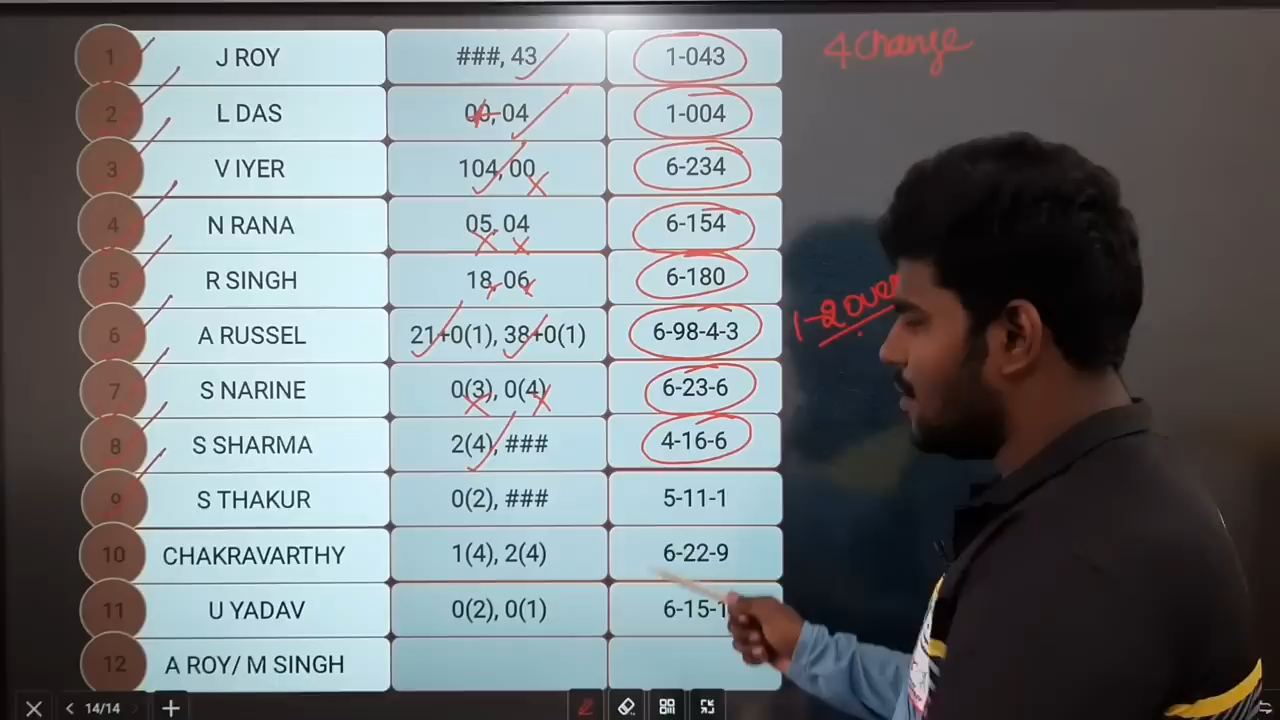 4 Change
1 J ROY ###, 43 1-043
2 L DAS 00, 04 1-004
3 V IYER 104, 00 6-234
4 N RANA 05, 04 6-154
5 R SINGH 18, 06 6-180
6 A RUSSEL 21+0(1), 38+0(1) 6-98-4-3
1-2 over
7 S NARINE 0(3), 0(4) 6-23-6
8 S SHARMA 2(4), ### 4-16-6
9 S THAKUR 0(2), ### 5-11-1
10 CHAKRAVARTHY 1(4), 2(4) 6-22-9
11 U YADAV 0(2), 0(1) 6-15-1
12 A ROY/ M SINGH
14/14